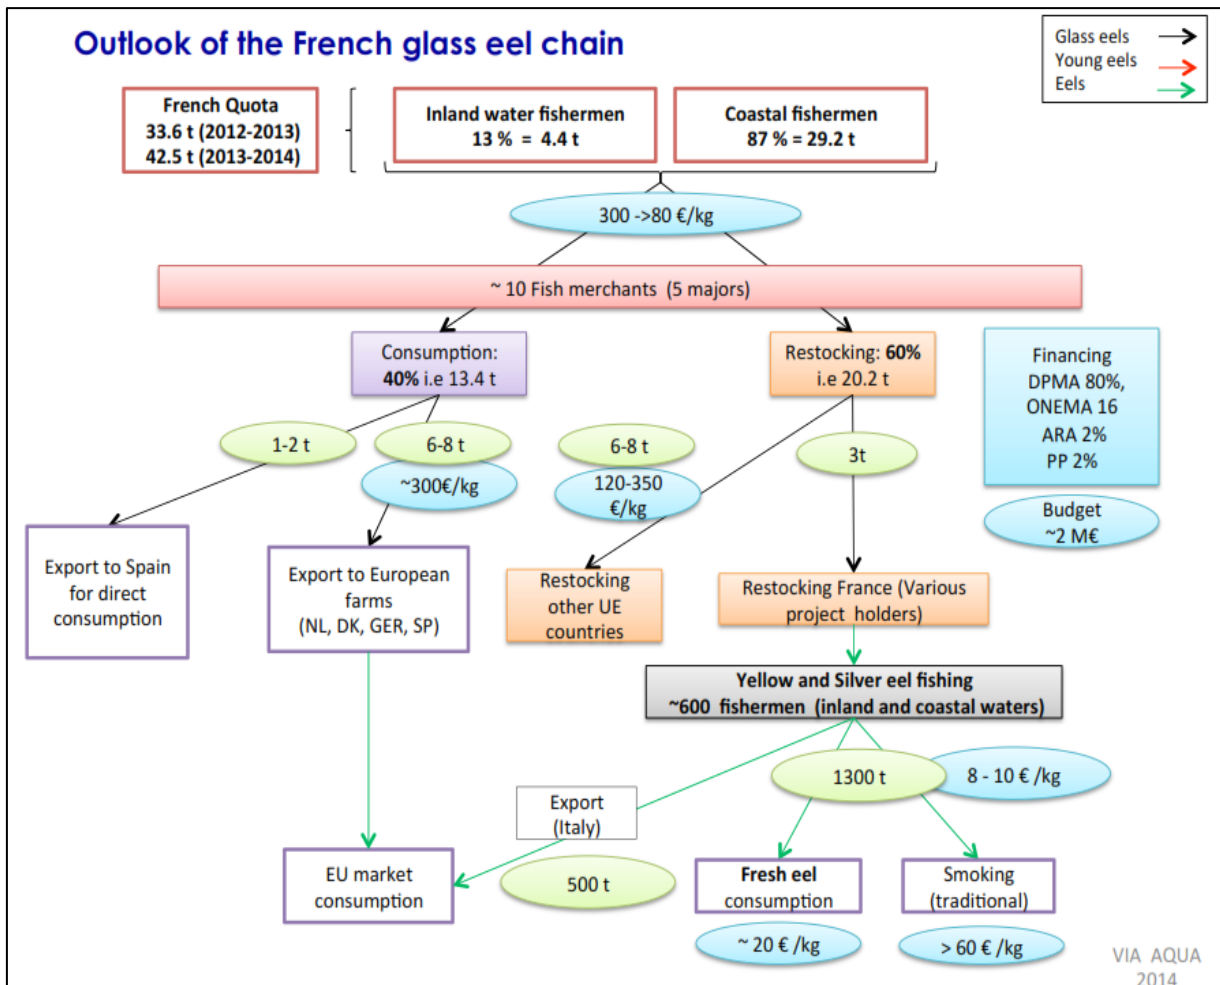 Outlook of the French glass eel chain
Glass eels
Young eels
Eels
French Quota
33.6 t (2012-2013)
42.5 t (2013-2014)
Inland water fishermen
13 % = 4.4 t
Coastal fishermen
87 % = 29.2 t
300 ->80 €/kg
~ 10 Fish merchants (5 majors)
Consumption:
40% i.e 13.4 t
Restocking: 60%
i.e 20.2 t
Financing
DPMA 80%,
ONEMA 16
ARA 2%
PP 2%
1-2 t
6-8 t
~300€/kg
6-8 t
120-350
€/kg
3t
Budget
~2 M€
Export to Spain
for direct
consumption
Export to European
farms
(NL, DK, GER, SP)
Restocking
other UE
countries
Restocking France (Various
project holders)
Yellow and Silver eel fishing
~600 fishermen (inland and coastal waters)
1300 t
8 - 10 € /kg
Export
(Italy)
EU market
consumption
500 t
Fresh eel
consumption
Smoking
(traditional)
~ 20 € /kg
> 60 € /kg
VIA AQUA
2014